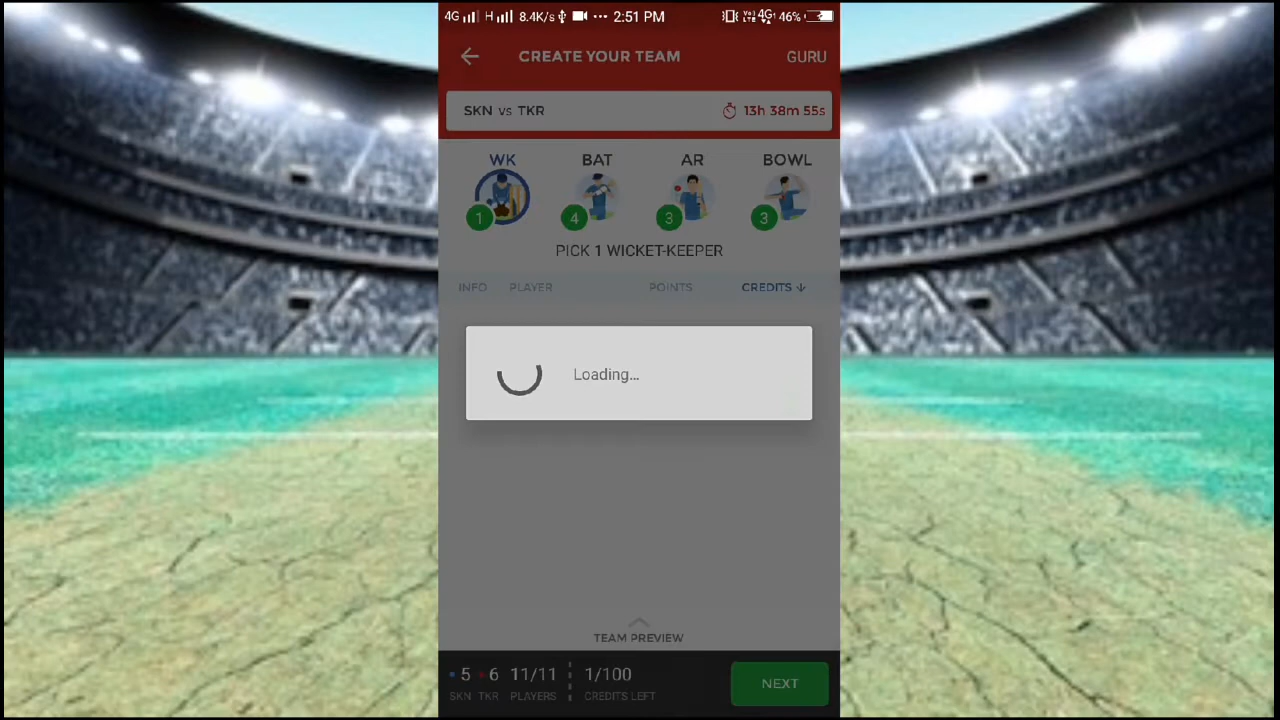 4G H 8.4K/s ••• 2:51 PM 4G 46%
CREATE YOUR TEAM GURU
SKN vs TKR 13h 38m 55s
WK BAT AR BOWL
1 4 3 3
PICK 1 WICKET-KEEPER
INFO PLAYER POINTS CREDITS ↓
Loading...
TEAM PREVIEW
5 6 11/11 1/100
SKN TKR PLAYERS CREDITS LEFT
NEXT